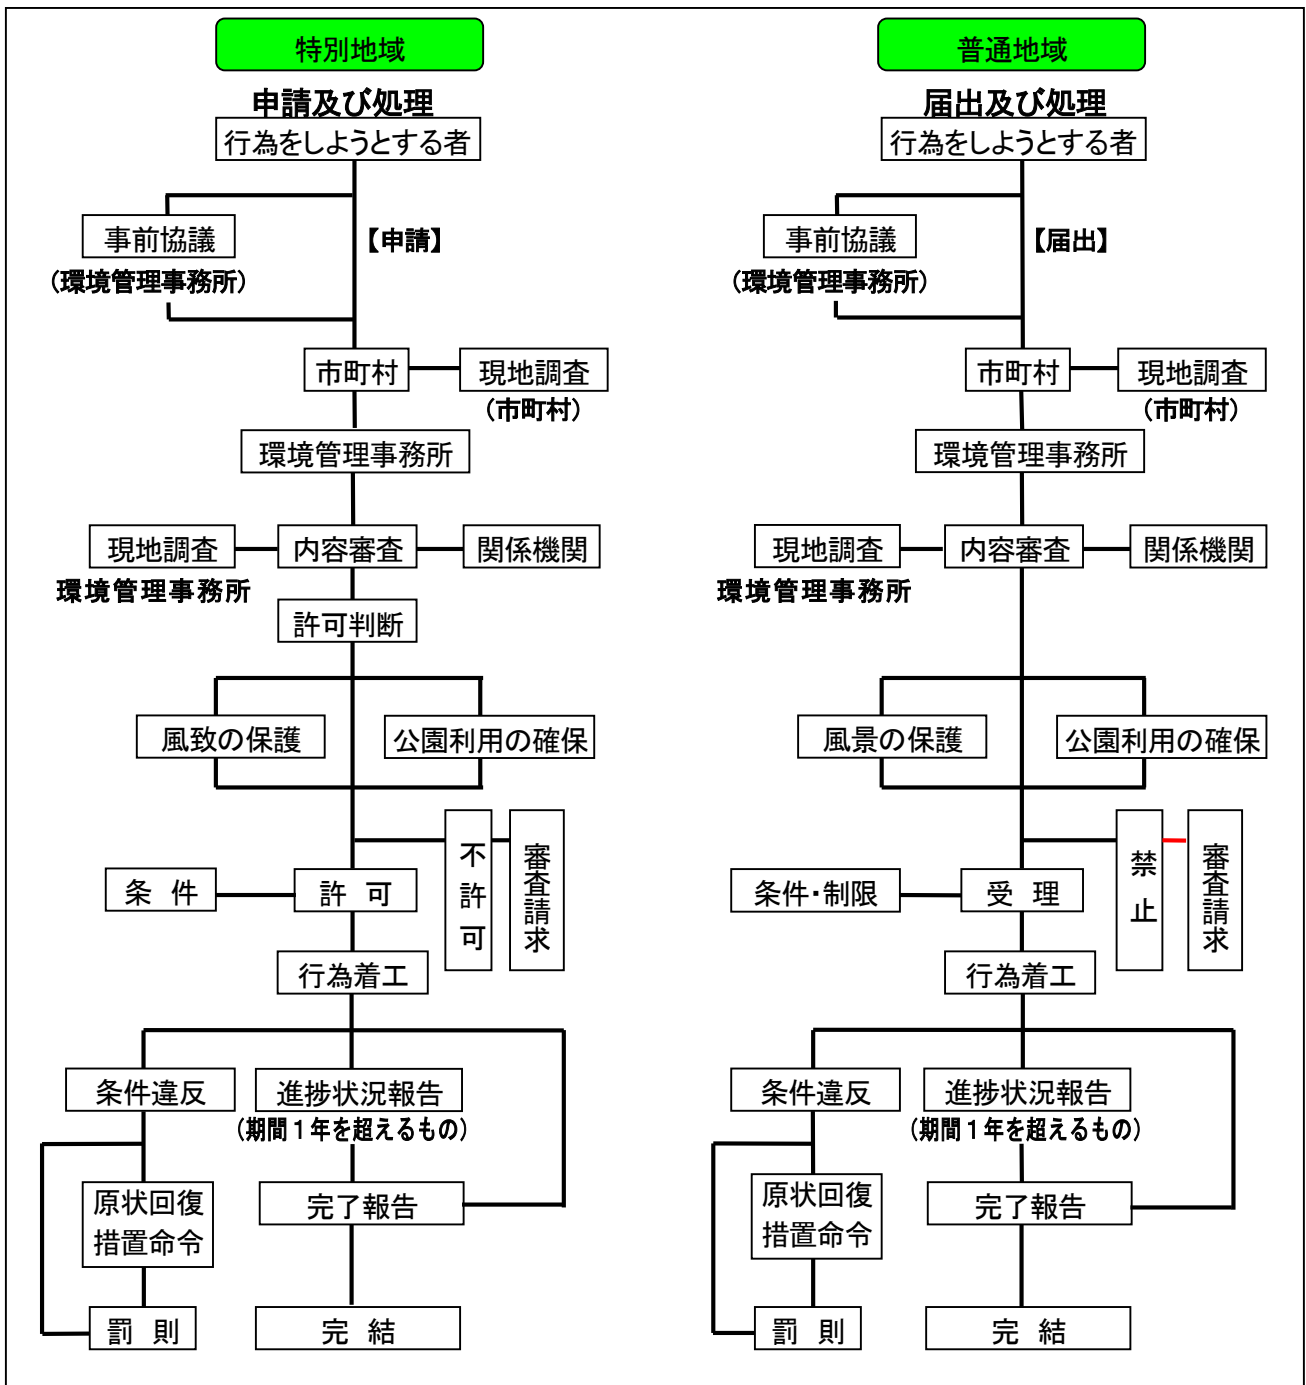 特別地域
申請及び処理
行為をしようとする者
事前協議
【申請】
（環境管理事務所）
市町村
現地調査
（市町村）
環境管理事務所
現地調査
内容審査
関係機関
環境管理事務所
許可判断
風致の保護
公園利用の確保
不許可
審査請求
条　件
許　可
行為着工
条件違反
進捗状況報告
（期間１年を超えるもの）
原状回復
措置命令
完了報告
罰　則
完　結
普通地域
届出及び処理
行為をしようとする者
事前協議
【届出】
（環境管理事務所）
市町村
現地調査
（市町村）
環境管理事務所
現地調査
内容審査
関係機関
環境管理事務所
風景の保護
公園利用の確保
禁止
審査請求
条件・制限
受　理
行為着工
条件違反
進捗状況報告
（期間１年を超えるもの）
原状回復
措置命令
完了報告
罰　則
完　結